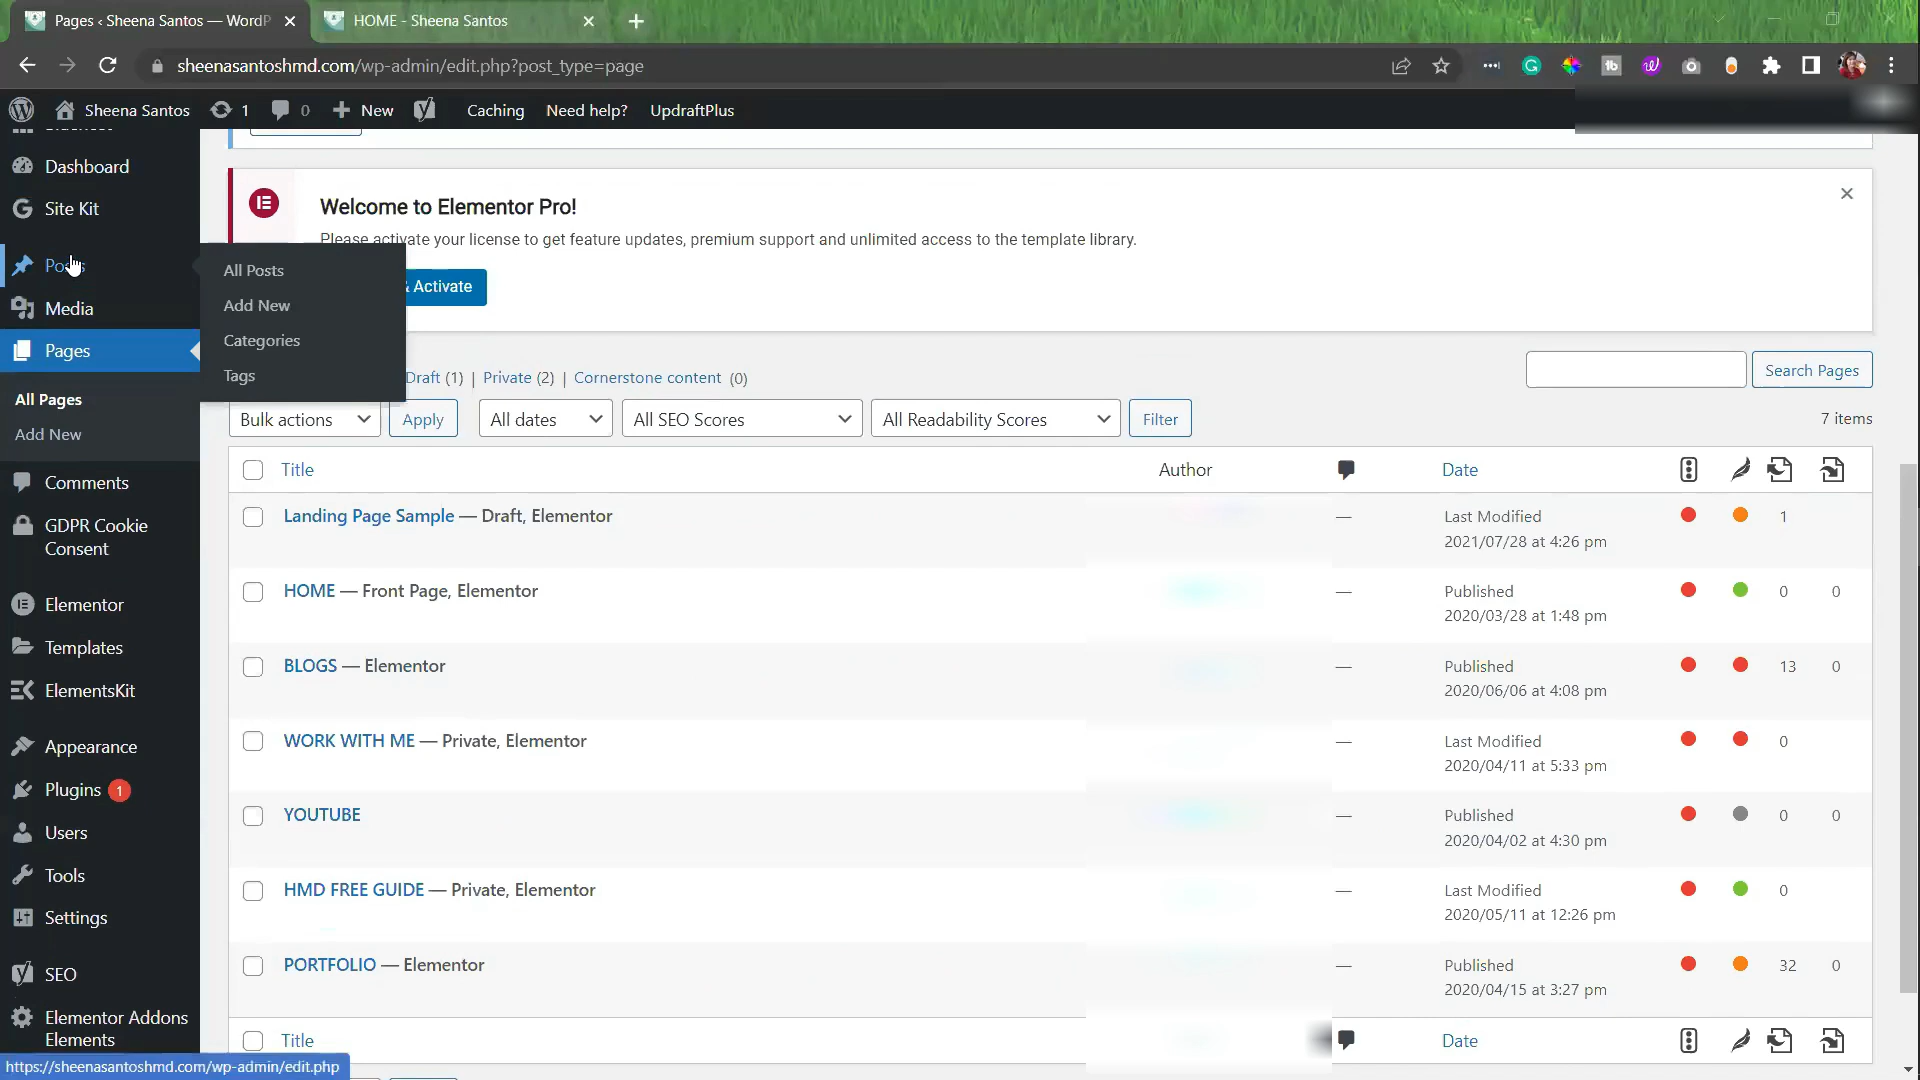 Pages ‹ Sheena Santos — WordP
HOME - Sheena Santos
sheenasantoshmd.com/wp-admin/edit.php?post_type=page
Sheena Santos 1 0 New Caching Need help? UpdraftPlus
Dashboard
Site Kit
Posts
Media
Pages
All Pages
Add New
Comments
GDPR Cookie
Consent
Elementor
Templates
ElementsKit
Appearance
Plugins 1
Users
Tools
Settings
SEO
Elementor Addons
Elements
https://sheenasantoshmd.com/wp-admin/edit.php
All Posts
Add New
Categories
Tags
Welcome to Elementor Pro!
Please activate your license to get feature updates, premium support and unlimited access to the template library.
& Activate
Draft (1) | Private (2) | Cornerstone content (0)
Search Pages
Bulk actions Apply All dates All SEO Scores All Readability Scores Filter 7 items
Title Author Date
Landing Page Sample — Draft, Elementor — Last Modified 1
2021/07/28 at 4:26 pm
HOME — Front Page, Elementor — Published 0 0
2020/03/28 at 1:48 pm
BLOGS — Elementor — Published 13 0
2020/06/06 at 4:08 pm
WORK WITH ME — Private, Elementor — Last Modified 0
2020/04/11 at 5:33 pm
YOUTUBE — Published 0 0
2020/04/02 at 4:30 pm
HMD FREE GUIDE — Private, Elementor — Last Modified 0
2020/05/11 at 12:26 pm
PORTFOLIO — Elementor — Published 32 0
2020/04/15 at 3:27 pm
Title Date